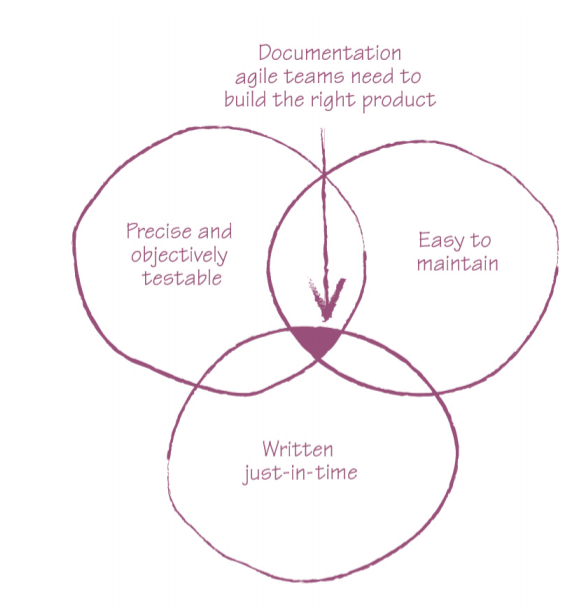 Documentation
agile teams need to
build the right product
Precise and
objectively
testable
Easy to
maintain
Written
just-in-time